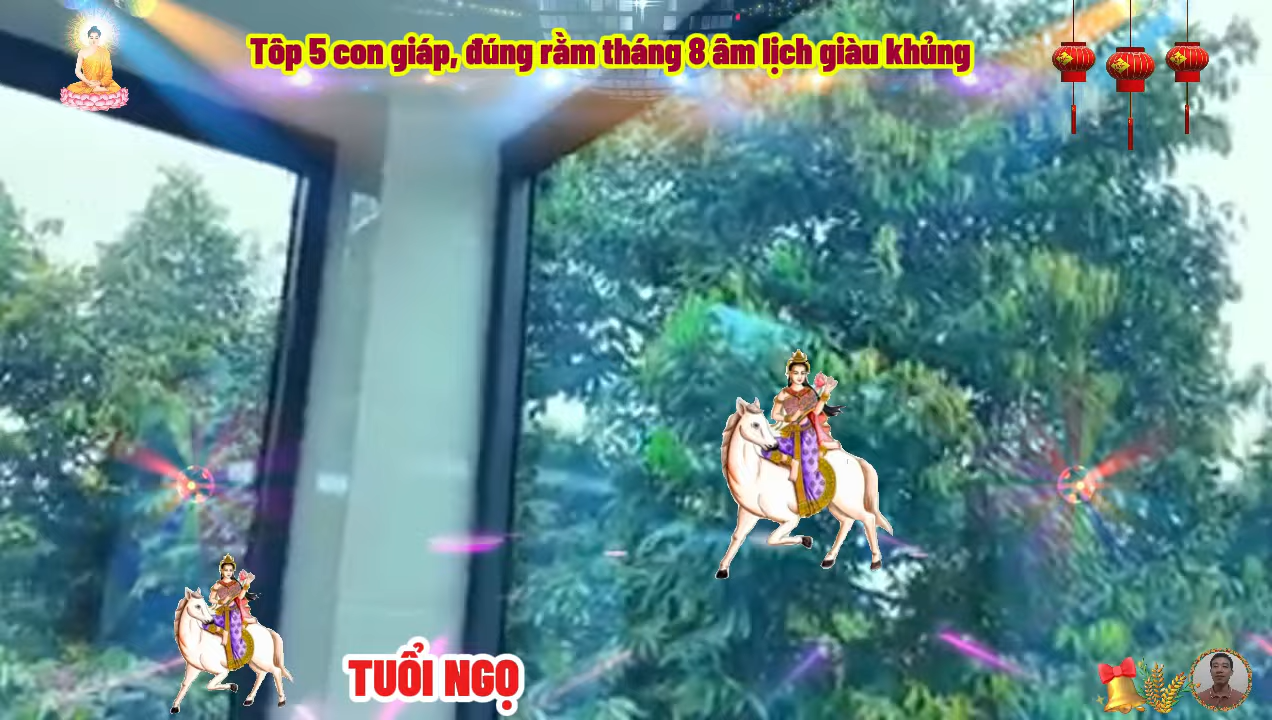 Tôp 5 con giáp, đúng rằm tháng 8 âm lịch giàu khủng
TUỔI NGỌ